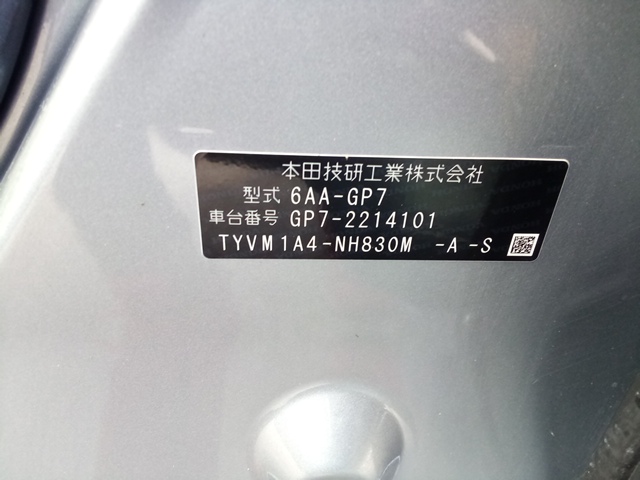 本田技研工業株式会社
型式 6AA-GP7
車台番号 GP7-2214101
TYVM1A4-NH830M -A-S